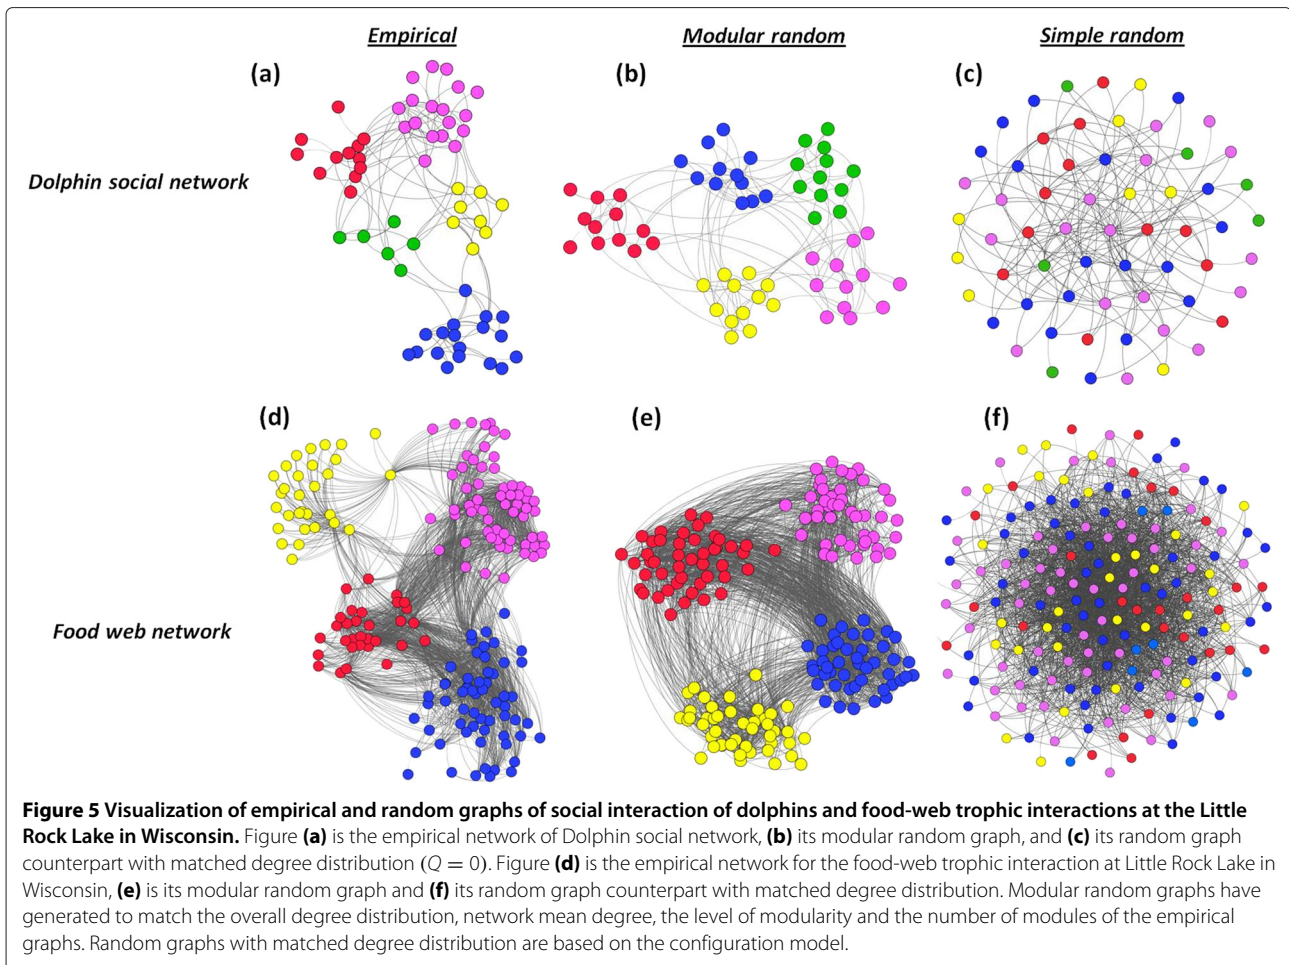 Empirical
Modular random
Simple random
(a)
(b)
(c)
Dolphin social network
(d)
(e)
(f)
Food web network
Figure 5 Visualization of empirical and random graphs of social interaction of dolphins and food-web trophic interactions at the Little
Rock Lake in Wisconsin. Figure (a) is the empirical network of Dolphin social network, (b) its modular random graph, and (c) its random graph
counterpart with matched degree distribution (Q = 0). Figure (d) is the empirical network for the food-web trophic interaction at Little Rock Lake in
Wisconsin, (e) is its modular random graph and (f) its random graph counterpart with matched degree distribution. Modular random graphs have
generated to match the overall degree distribution, network mean degree, the level of modularity and the number of modules of the empirical
graphs. Random graphs with matched degree distribution are based on the configuration model.